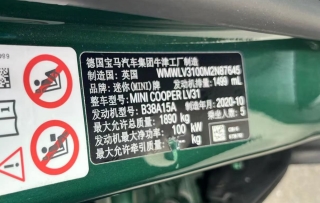 德国宝马汽车集团牛津工厂制造
制造国：英国 WMWLV3100M2N87645
品牌：迷你(MINI) 发动机排量：1499 mL
整车型号：MINI COOPER LV31
发动机型号：B38A15A 制造年月：2020-10
最大允许总质量：1890 kg 乘坐人数：5
发动机最大净功率：100 kW
最大允许牵引质量： kg